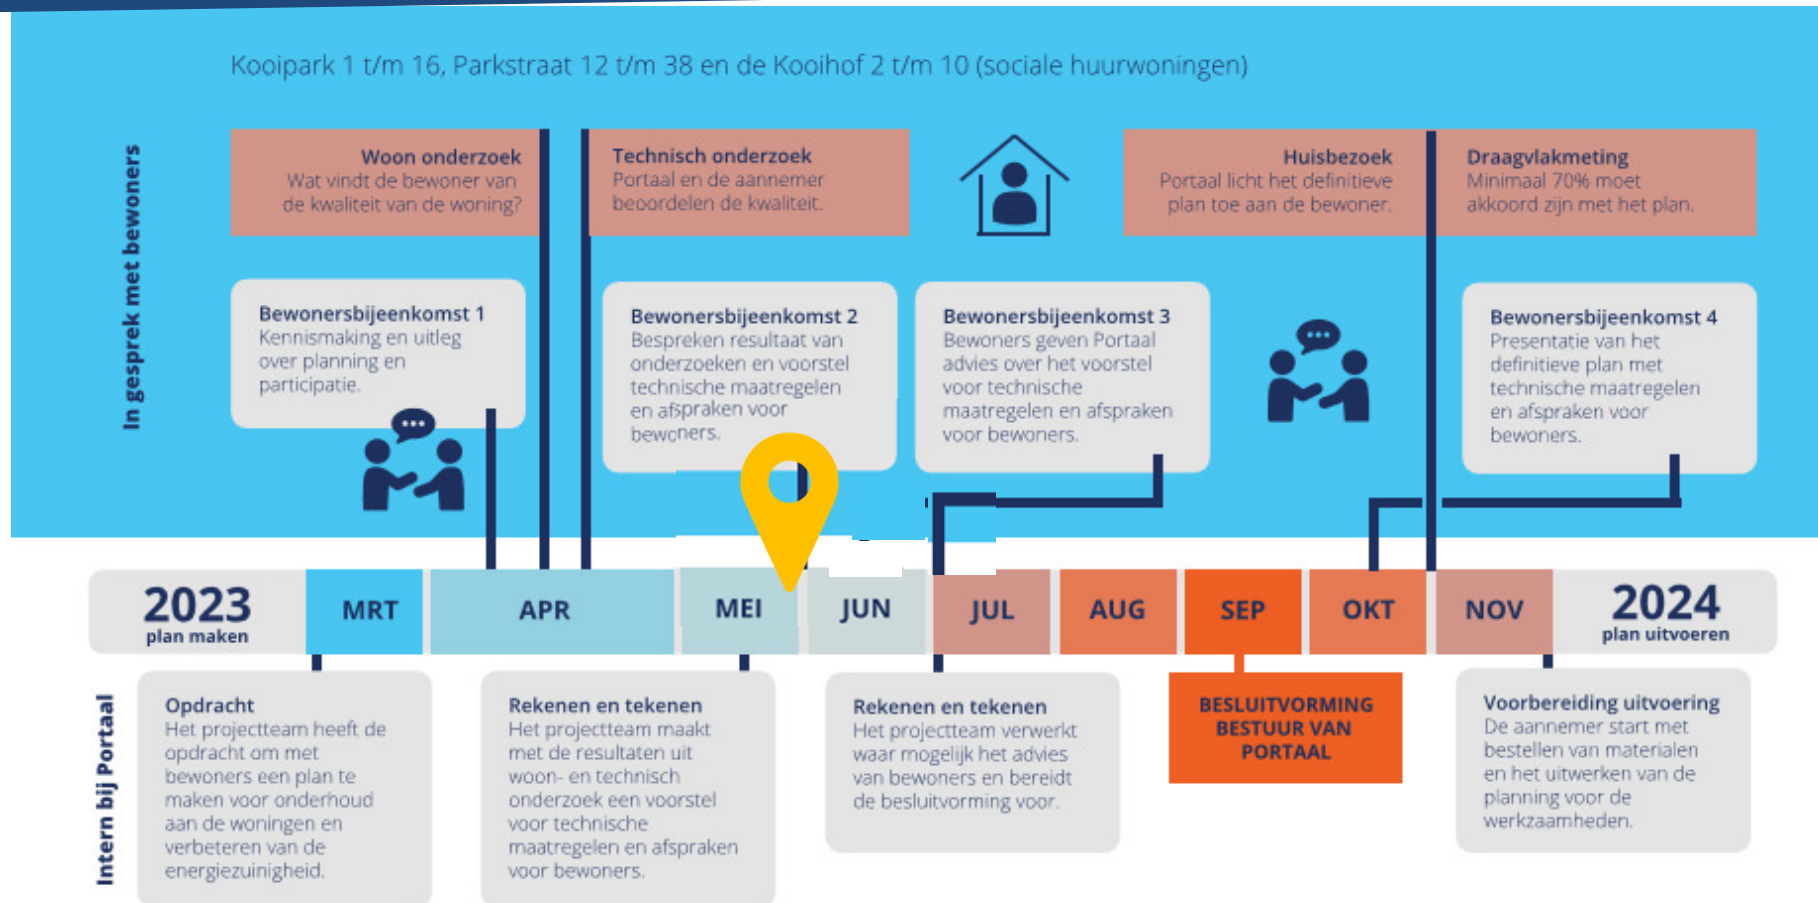 Kooipark 1 t/m 16, Parkstraat 12 t/m 38 en de Kooihof 2 t/m 10 (sociale huurwoningen)
In gesprek met bewoners
Woon onderzoek
Wat vindt de bewoner van
de kwaliteit van de woning?
Technisch onderzoek
Portaal en de aannemer
beoordelen de kwaliteit.
Huisbezoek
Portaal licht het definitieve
plan toe aan de bewoner.
Draagvlakmeting
Minimaal 70% moet
akkoord zijn met het plan.
Bewonersbijeenkomst 1
Kennismaking en uitleg
over planning en
participatie.
Bewonersbijeenkomst 2
Bespreken resultaat van
onderzoeken en voorstel
technische maatregelen
en afspraken voor
bewoners.
Bewonersbijeenkomst 3
Bewoners geven Portaal
advies over het voorstel
voor technische
maatregelen en afspraken
voor bewoners.
Bewonersbijeenkomst 4
Presentatie van het
definitieve plan met
technische maatregelen
en afspraken voor
bewoners.
2023
plan maken
MRT
APR
MEI
JUN
JUL
AUG
SEP
OKT
NOV
2024
plan uitvoeren
Intern bij Portaal
Opdracht
Het projectteam heeft de
opdracht om met
bewoners een plan te
maken voor onderhoud
aan de woningen en
verbeteren van de
energiezuinigheid.
Rekenen en tekenen
Het projectteam maakt
met de resultaten uit
woon- en technisch
onderzoek een voorstel
voor technische
maatregelen en afspraken
voor bewoners.
Rekenen en tekenen
Het projectteam verwerkt
waar mogelijk het advies
van bewoners en bereidt
de besluitvorming voor.
BESLUITVORMING
BESTUUR VAN
PORTAAL
Voorbereiding uitvoering
De aannemer start met
bestellen van materialen
en het uitwerken van de
planning voor de
werkzaamheden.